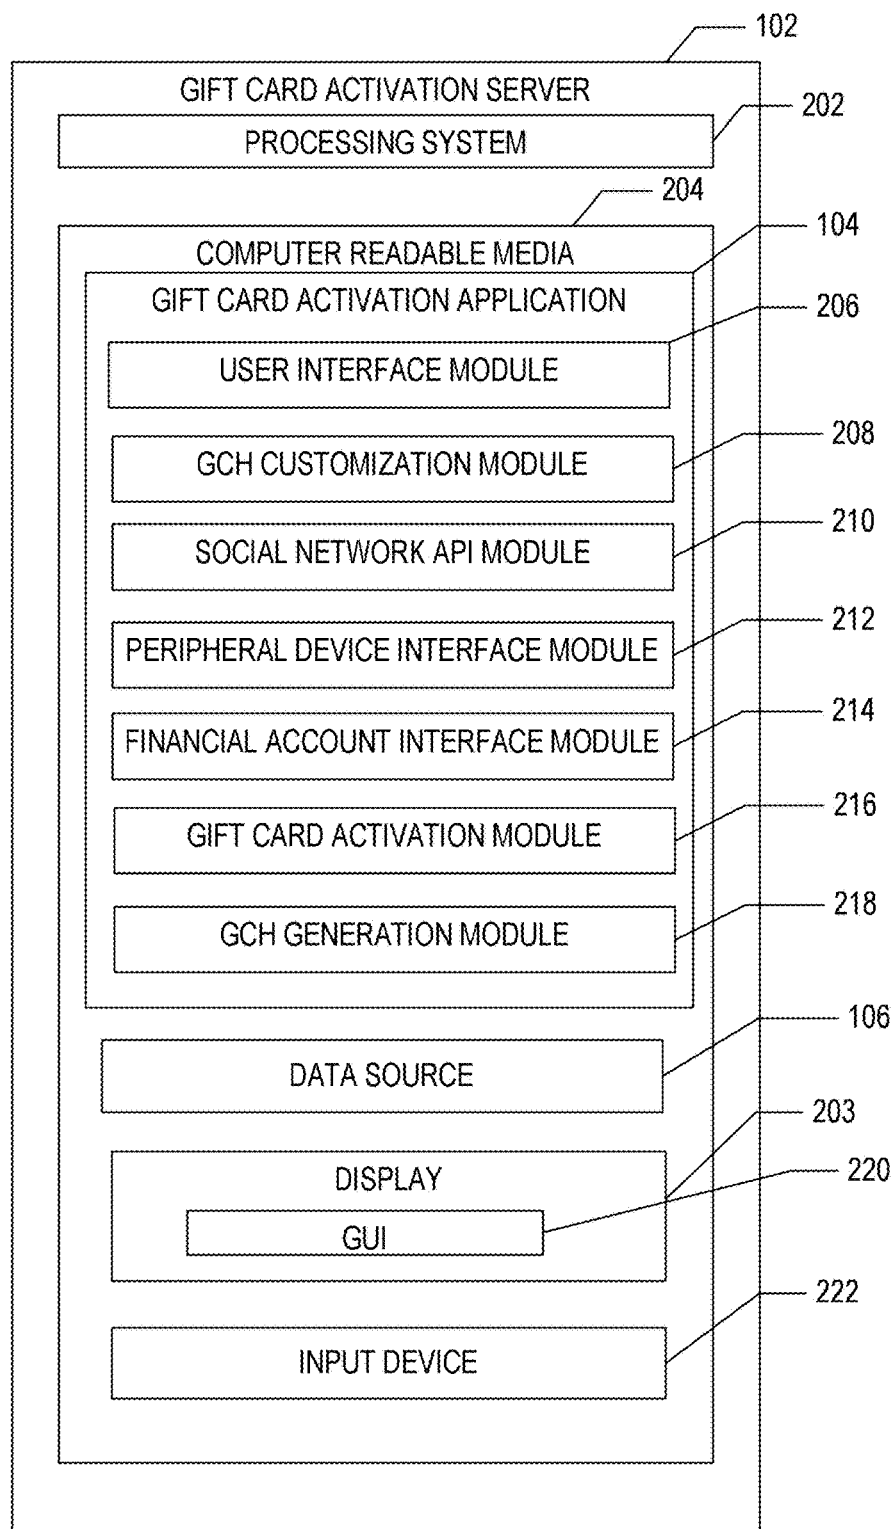 102
GIFT CARD ACTIVATION SERVER
202
PROCESSING SYSTEM
204
COMPUTER READABLE MEDIA
104
GIFT CARD ACTIVATION APPLICATION
206
USER INTERFACE MODULE
208
GCH CUSTOMIZATION MODULE
210
SOCIAL NETWORK API MODULE
212
PERIPHERAL DEVICE INTERFACE MODULE
214
FINANCIAL ACCOUNT INTERFACE MODULE
216
GIFT CARD ACTIVATION MODULE
218
GCH GENERATION MODULE
106
DATA SOURCE
203
DISPLAY
220
GUI
222
INPUT DEVICE